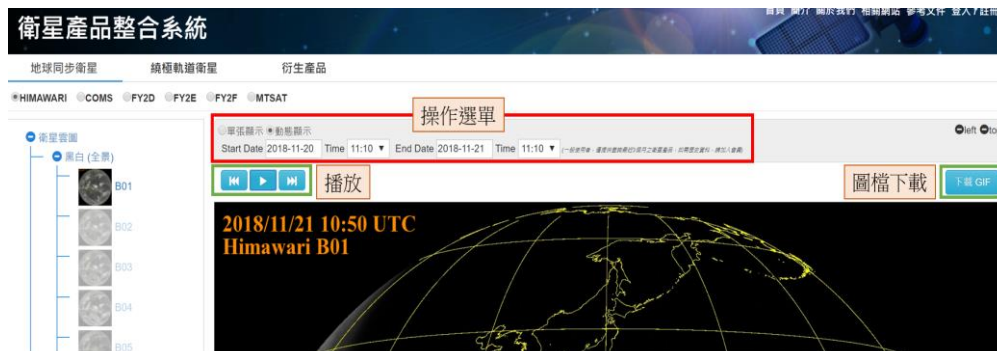 首頁 簡介 關於我們 相關網站 參考文件 登入/註冊
衛星產品整合系統
地球同步衛星 繞極軌道衛星 衍生產品
HIMAWARI COMS FY2D FY2E FY2F MTSAT
操作選單
單張顯示 動態顯示
Start Date 2018-11-20 Time 11:10 End Date 2018-11-21 Time 11:10
left to
衛星雲圖
黑白 (全景)
B01
播放
圖檔下載
下載 GIF
2018/11/21 10:50 UTC
Himawari B01
B02
B03
B04
B05